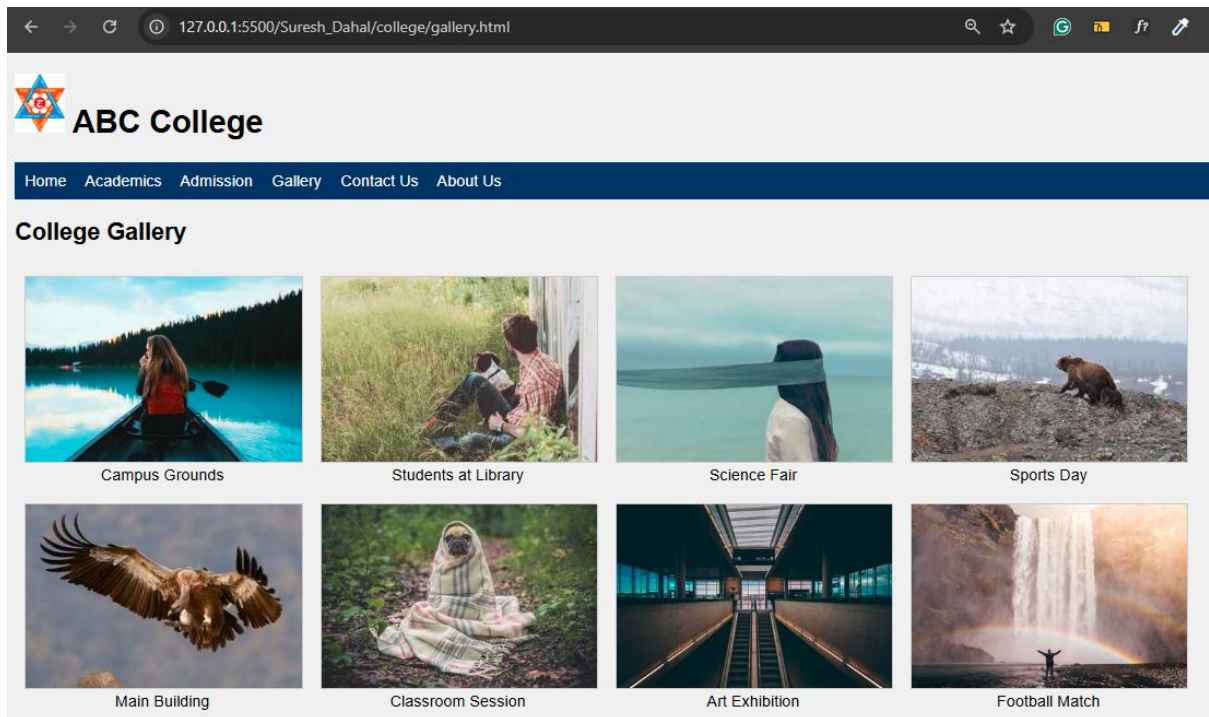 127.0.0.1:5500/Suresh_Dahal/college/gallery.html
ABC College
Home Academics Admission Gallery Contact Us About Us
College Gallery
Campus Grounds Students at Library Science Fair Sports Day
Main Building Classroom Session Art Exhibition Football Match